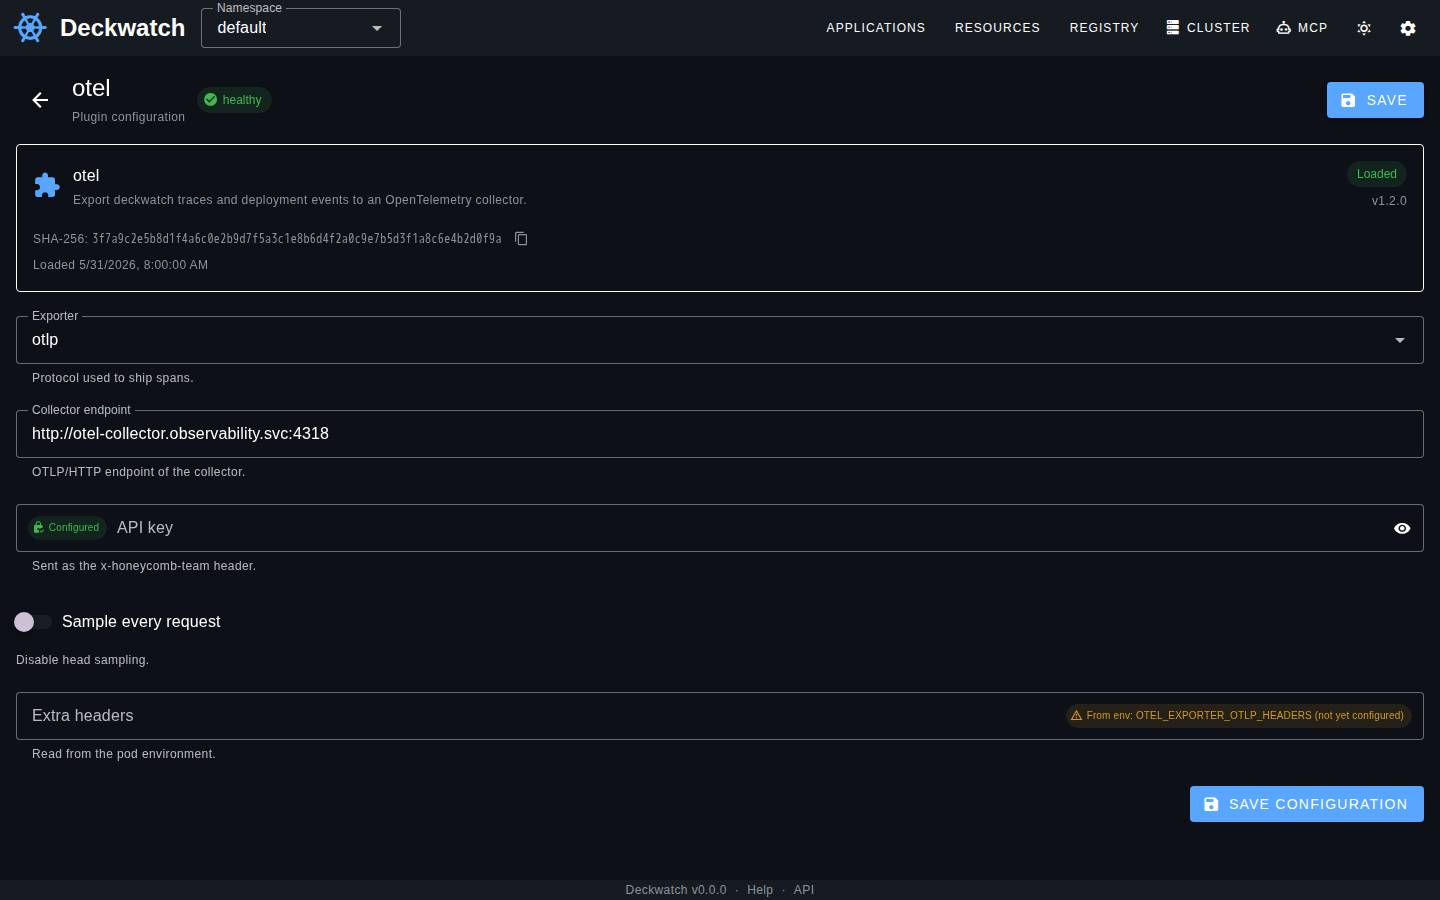 Deckwatch
Namespace
default
APPLICATIONS
RESOURCES
REGISTRY
CLUSTER
MCP
otel
Plugin configuration
healthy
SAVE
otel
Export deckwatch traces and deployment events to an OpenTelemetry collector.
Loaded
v1.2.0
SHA-256: 3f7a9c2e5b8d1f4a6c0e2b9d7f5a3c1e8b6d4f2a0c9e7b5d3f1a8c6e4b2d0f9a
Loaded 5/31/2026, 8:00:00 AM
Exporter
otlp
Protocol used to ship spans.
Collector endpoint
http://otel-collector.observability.svc:4318
OTLP/HTTP endpoint of the collector.
Configured
API key
Sent as the x-honeycomb-team header.
Sample every request
Disable head sampling.
Extra headers
From env: OTEL_EXPORTER_OTLP_HEADERS (not yet configured)
Read from the pod environment.
SAVE CONFIGURATION
Deckwatch v0.0.0 · Help · API